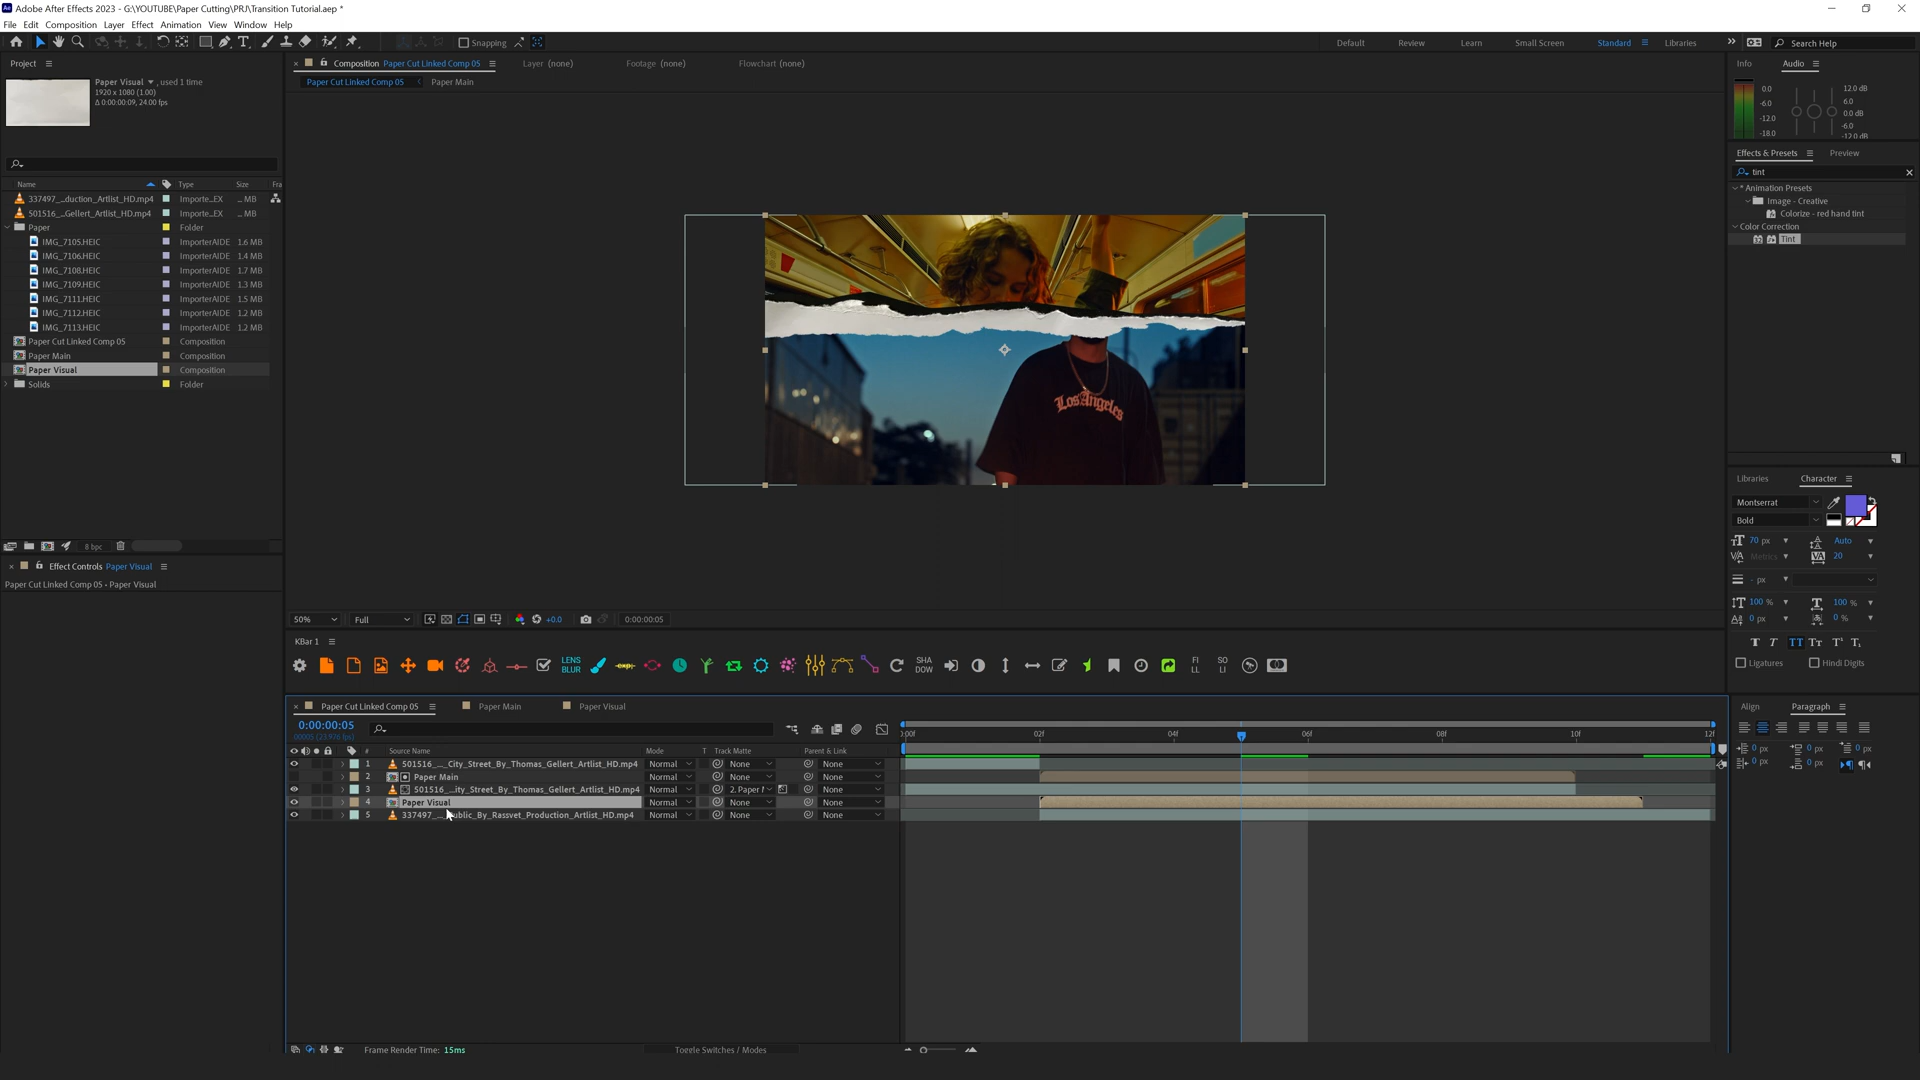 Adobe After Effects 2023 - G:\YOUTUBE\Paper Cutting\PRJ\Transition Tutorial.aep *
File Edit Composition Layer Effect Animation View Window Help
Snapping
Default Review Learn Small Screen Standard Libraries Search Help
Project
Paper Visual , used 1 time
1920 x 1080 (1.00)
Δ 0:00:00:09, 24.00 fps
Name Type Size Fra
337497_...duction_Artlist_HD.mp4 Importe...EX ... MB
501516_...Gellert_Artlist_HD.mp4 Importe...EX ... MB
Paper Folder
IMG_7105.HEIC ImporterAIDE 1.6 MB
IMG_7106.HEIC ImporterAIDE 1.4 MB
IMG_7108.HEIC ImporterAIDE 1.7 MB
IMG_7109.HEIC ImporterAIDE 1.3 MB
IMG_7111.HEIC ImporterAIDE 1.5 MB
IMG_7112.HEIC ImporterAIDE 1.2 MB
IMG_7113.HEIC ImporterAIDE 1.2 MB
Paper Cut Linked Comp 05 Composition
Paper Main Composition
Paper Visual Composition
Solids Folder
8 bpc
Effect Controls Paper Visual
Paper Cut Linked Comp 05 • Paper Visual
Composition Paper Cut Linked Comp 05 Layer (none) Footage (none) Flowchart (none)
Paper Cut Linked Comp 05 Paper Main
Los Angeles
50% Full +0.0 0:00:00:05
KBar 1
LENS BLUR SHA DOW FI LL SO LI
Paper Cut Linked Comp 05 Paper Main Paper Visual
0:00:00:05
00005 (23.976 fps)
:00f 02f 04f 06f 08f 10f 12f
# Source Name Mode T Track Matte Parent & Link
1 501516_..._City_Street_By_Thomas_Gellert_Artlist_HD.mp4 Normal None None
2 Paper Main Normal None None
3 501516_...ity_Street_By_Thomas_Gellert_Artlist_HD.mp4 Normal 2. Paper None
4 Paper Visual Normal None None
5 337497_..._ublic_By_Rassvet_Production_Artlist_HD.mp4 Normal None None
Frame Render Time: 15ms Toggle Switches / Modes
Info Audio
0.0 12.0 dB
-6.0 6.0
-12.0 0.0 dB
-18.0 -6.0
-12.0 dB
Effects & Presets Preview
tint
* Animation Presets
Image - Creative
Colorize - red hand tint
Color Correction
Tint
Libraries Character
Montserrat
Bold
70 px Auto
Metrics 20
- px
100 % 100 %
0 px 0 %
Ligatures Hindi Digits
Align Paragraph
0 px 0 px 0 px
0 px 0 px